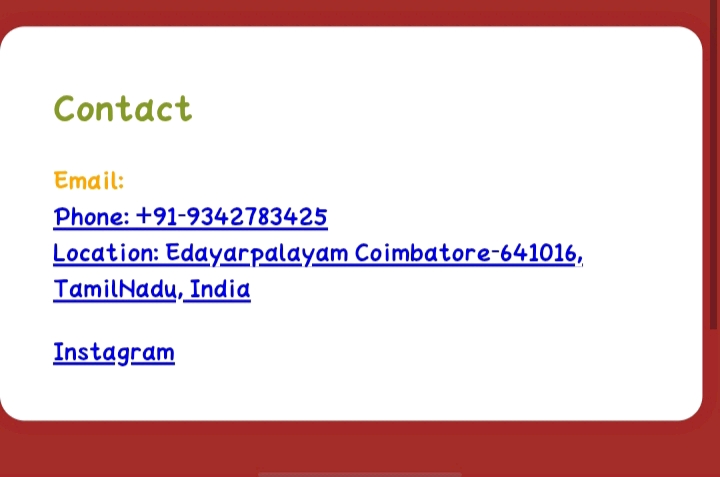 Contact
Email:
Phone: +91-9342783425
Location: Edayarpalayam Coimbatore-641016,
TamilNadu, India
Instagram